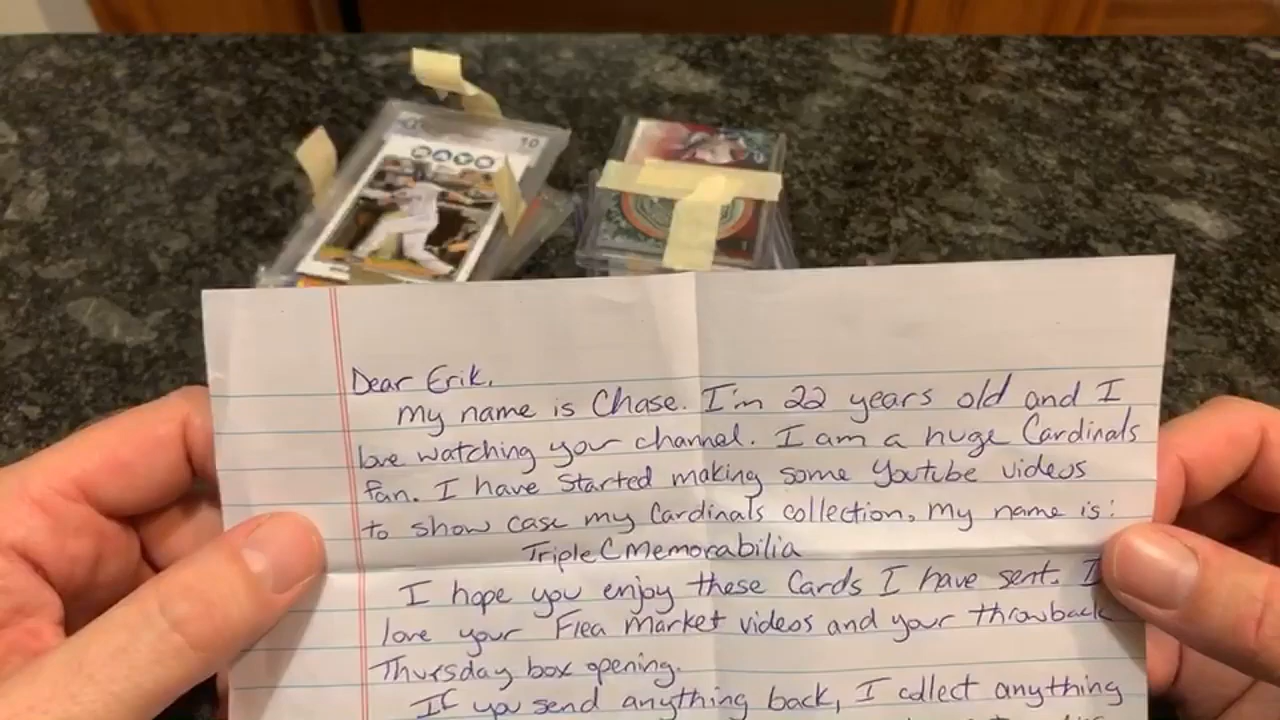 10
RAYS
Dear Erik,
My name is Chase. I'm 22 years old and I
love watching your channel. I am a huge Cardinals
fan. I have started making some Youtube videos
to show case my Cardinals collection, My name is:
TripleCMemorabilia
I hope you enjoy these Cards I have sent. I
love your Flea Market videos and your throwback
Thursday box opening.
If you send anything back, I collect anything